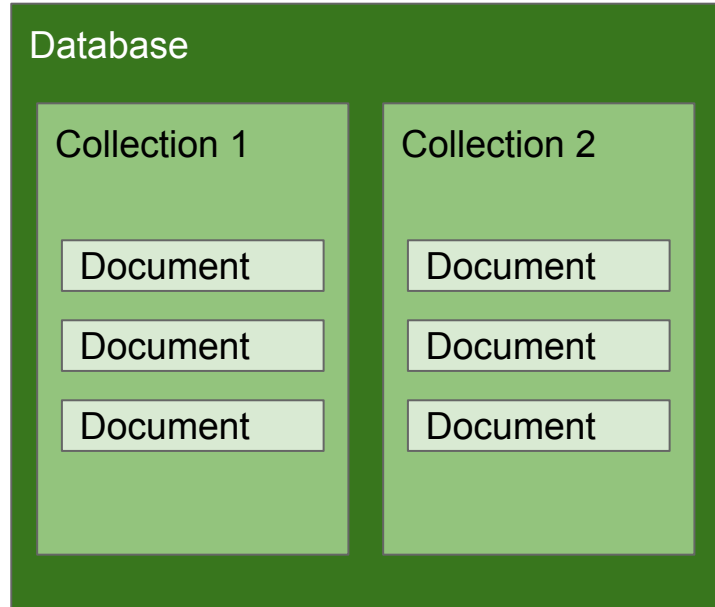 Database
Collection 1
Document
Document
Document
Collection 2
Document
Document
Document